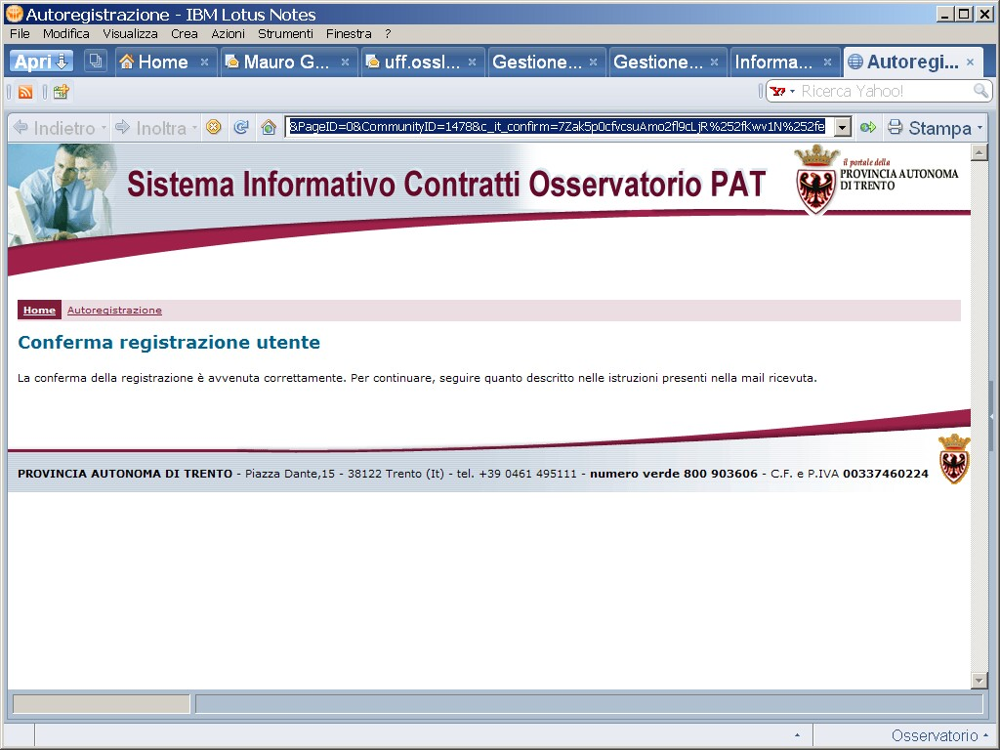 Autoregistrazione - IBM Lotus Notes
File Modifica Visualizza Crea Azioni Strumenti Finestra ?
Apri Home Mauro G... uff.ossl... Gestione... Gestione... Informa... Autoregi...
Ricerca Yahoo!
Indietro Inoltra &PageID=0&CommunityID=1478&c_it_confirm=7Zak5p0cfvcsuAmo2fl9cLjR%252fKwv1N%252fe Stampa
Sistema Informativo Contratti Osservatorio PAT
il portale della
PROVINCIA AUTONOMA
DI TRENTO
Home Autoregistrazione
Conferma registrazione utente
La conferma della registrazione è avvenuta correttamente. Per continuare, seguire quanto descritto nelle istruzioni presenti nella mail ricevuta.
PROVINCIA AUTONOMA DI TRENTO - Piazza Dante,15 - 38122 Trento (It) - tel. +39 0461 495111 - numero verde 800 903606 - C.F. e P.IVA 00337460224
Osservatorio